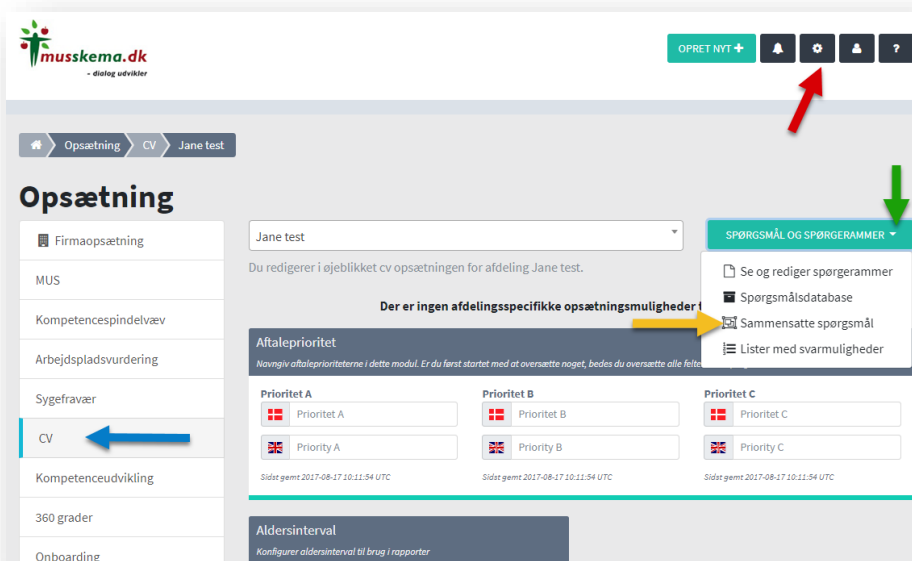 musskema.dk
- dialog udvikler
OPRET NYT
?
Opsætning
CV
Jane test
Opsætning
Firmaopsætning
MUS
Kompetencespindelvæv
Arbejdspladsvurdering
Sygefravær
CV
Kompetenceudvikling
360 grader
Onboarding
Jane test
SPØRGSMÅL OG SPØRGERAMMER
Du redigerer i øjeblikket cv opsætningen for afdeling Jane test.
Se og rediger spørgerammer
Spørgsmålsdatabase
Sammensatte spørgsmål
Lister med svarmuligheder
Der er ingen afdelingsspecifikke opsætningsmuligheder
Aftaleprioritet
Navngiv aftaleprioriteterne i dette modul. Er du først startet med at oversætte noget, bedes du oversætte alle
Prioritet A
Prioritet B
Prioritet C
Prioritet A
Prioritet B
Prioritet C
Priority A
Priority B
Priority C
Sidst gemt 2017-08-17 10:11:54 UTC
Sidst gemt 2017-08-17 10:11:54 UTC
Sidst gemt 2017-08-17 10:11:54 UTC
Aldersinterval
Konfigurer aldersinterval til brug i rapporter